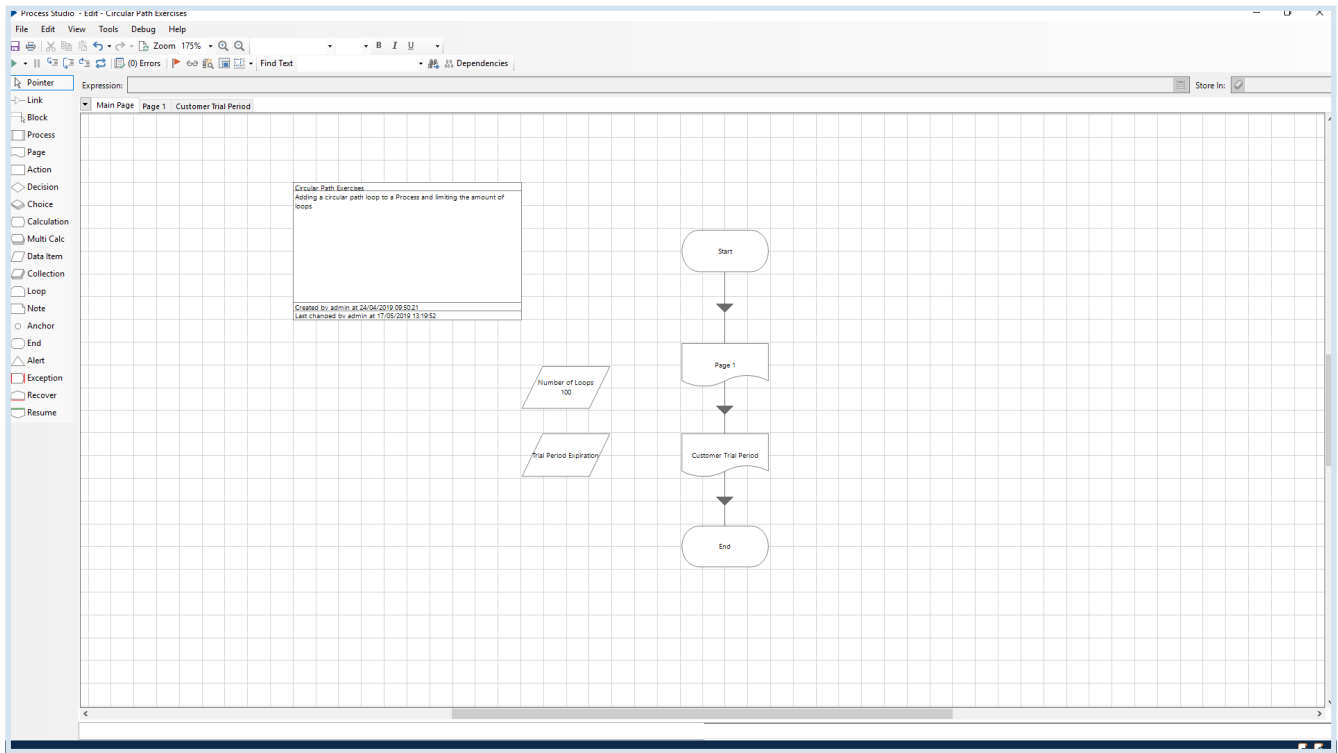 Process Studio - Edit - Circular Path Exercises
File Edit View Tools Debug Help
Zoom 175% B I U
(0) Errors Find Text Dependencies
Pointer
Expression: Store In:
Link
Main Page Page 1 Customer Trial Period
Block
Process
Page
Action
Decision
Choice
Calculation
Multi Calc
Data Item
Collection
Loop
Note
Anchor
End
Alert
Exception
Recover
Resume
Circular Path Exercises
Adding a circular path loop to a Process and limiting the amount of
loops
Created by admin at 24/04/2019 09:50:21
Last changed by admin at 17/05/2019 13:19:52
Start
Page 1
Number of Loops
100
Trial Period Expiration
Customer Trial Period
End